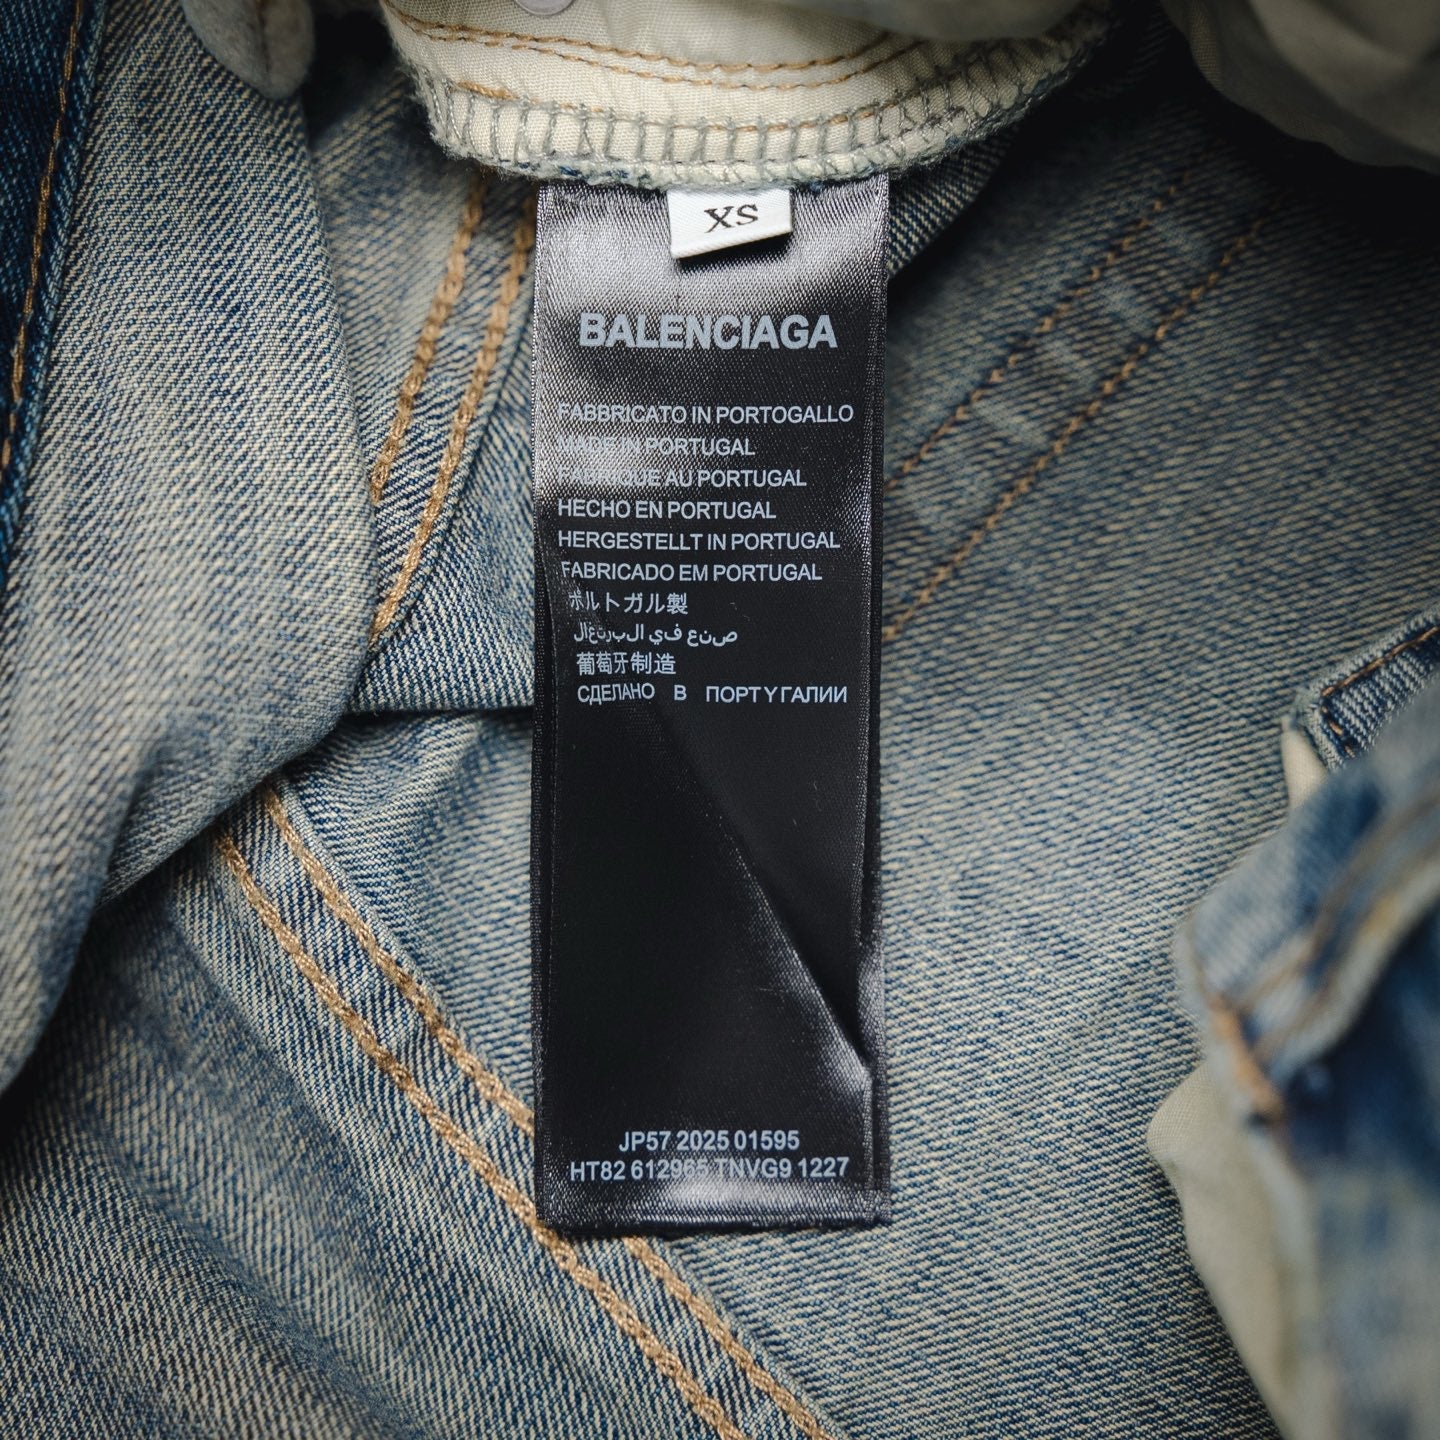 XS
BALENCIAGA
FABBRICATO IN PORTOGALLO
MADE IN PORTUGAL
FABRIQUE AU PORTUGAL
HECHO EN PORTUGAL
HERGESTELLT IN PORTUGAL
FABRICADO EM PORTUGAL
ポルトガル製
صنع في البرتغال
葡萄牙制造
СДЕЛАНО В ПОРТУГАЛИИ
JP57 2025 01595
HT82 612965 TNVG9 1227